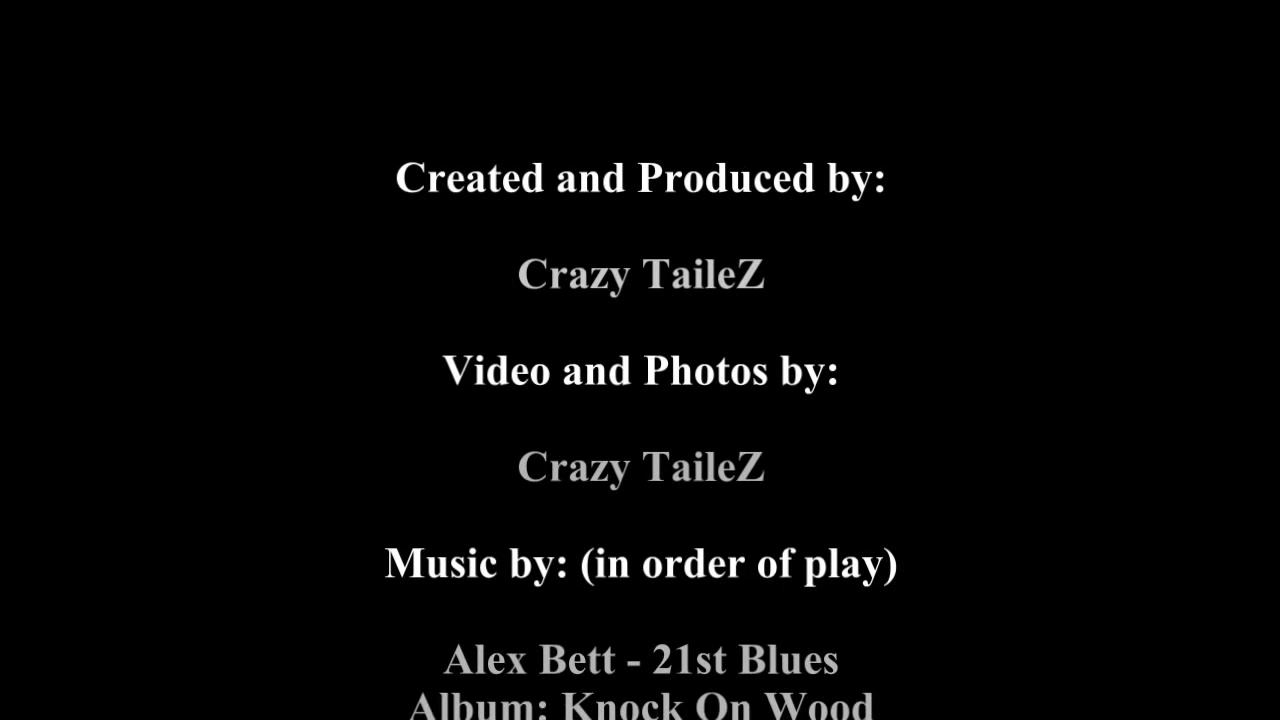 Created and Produced by:
Crazy TaileZ
Video and Photos by:
Crazy TaileZ
Music by: (in order of play)
Alex Bett - 21st Blues
Album: Knock On Wood